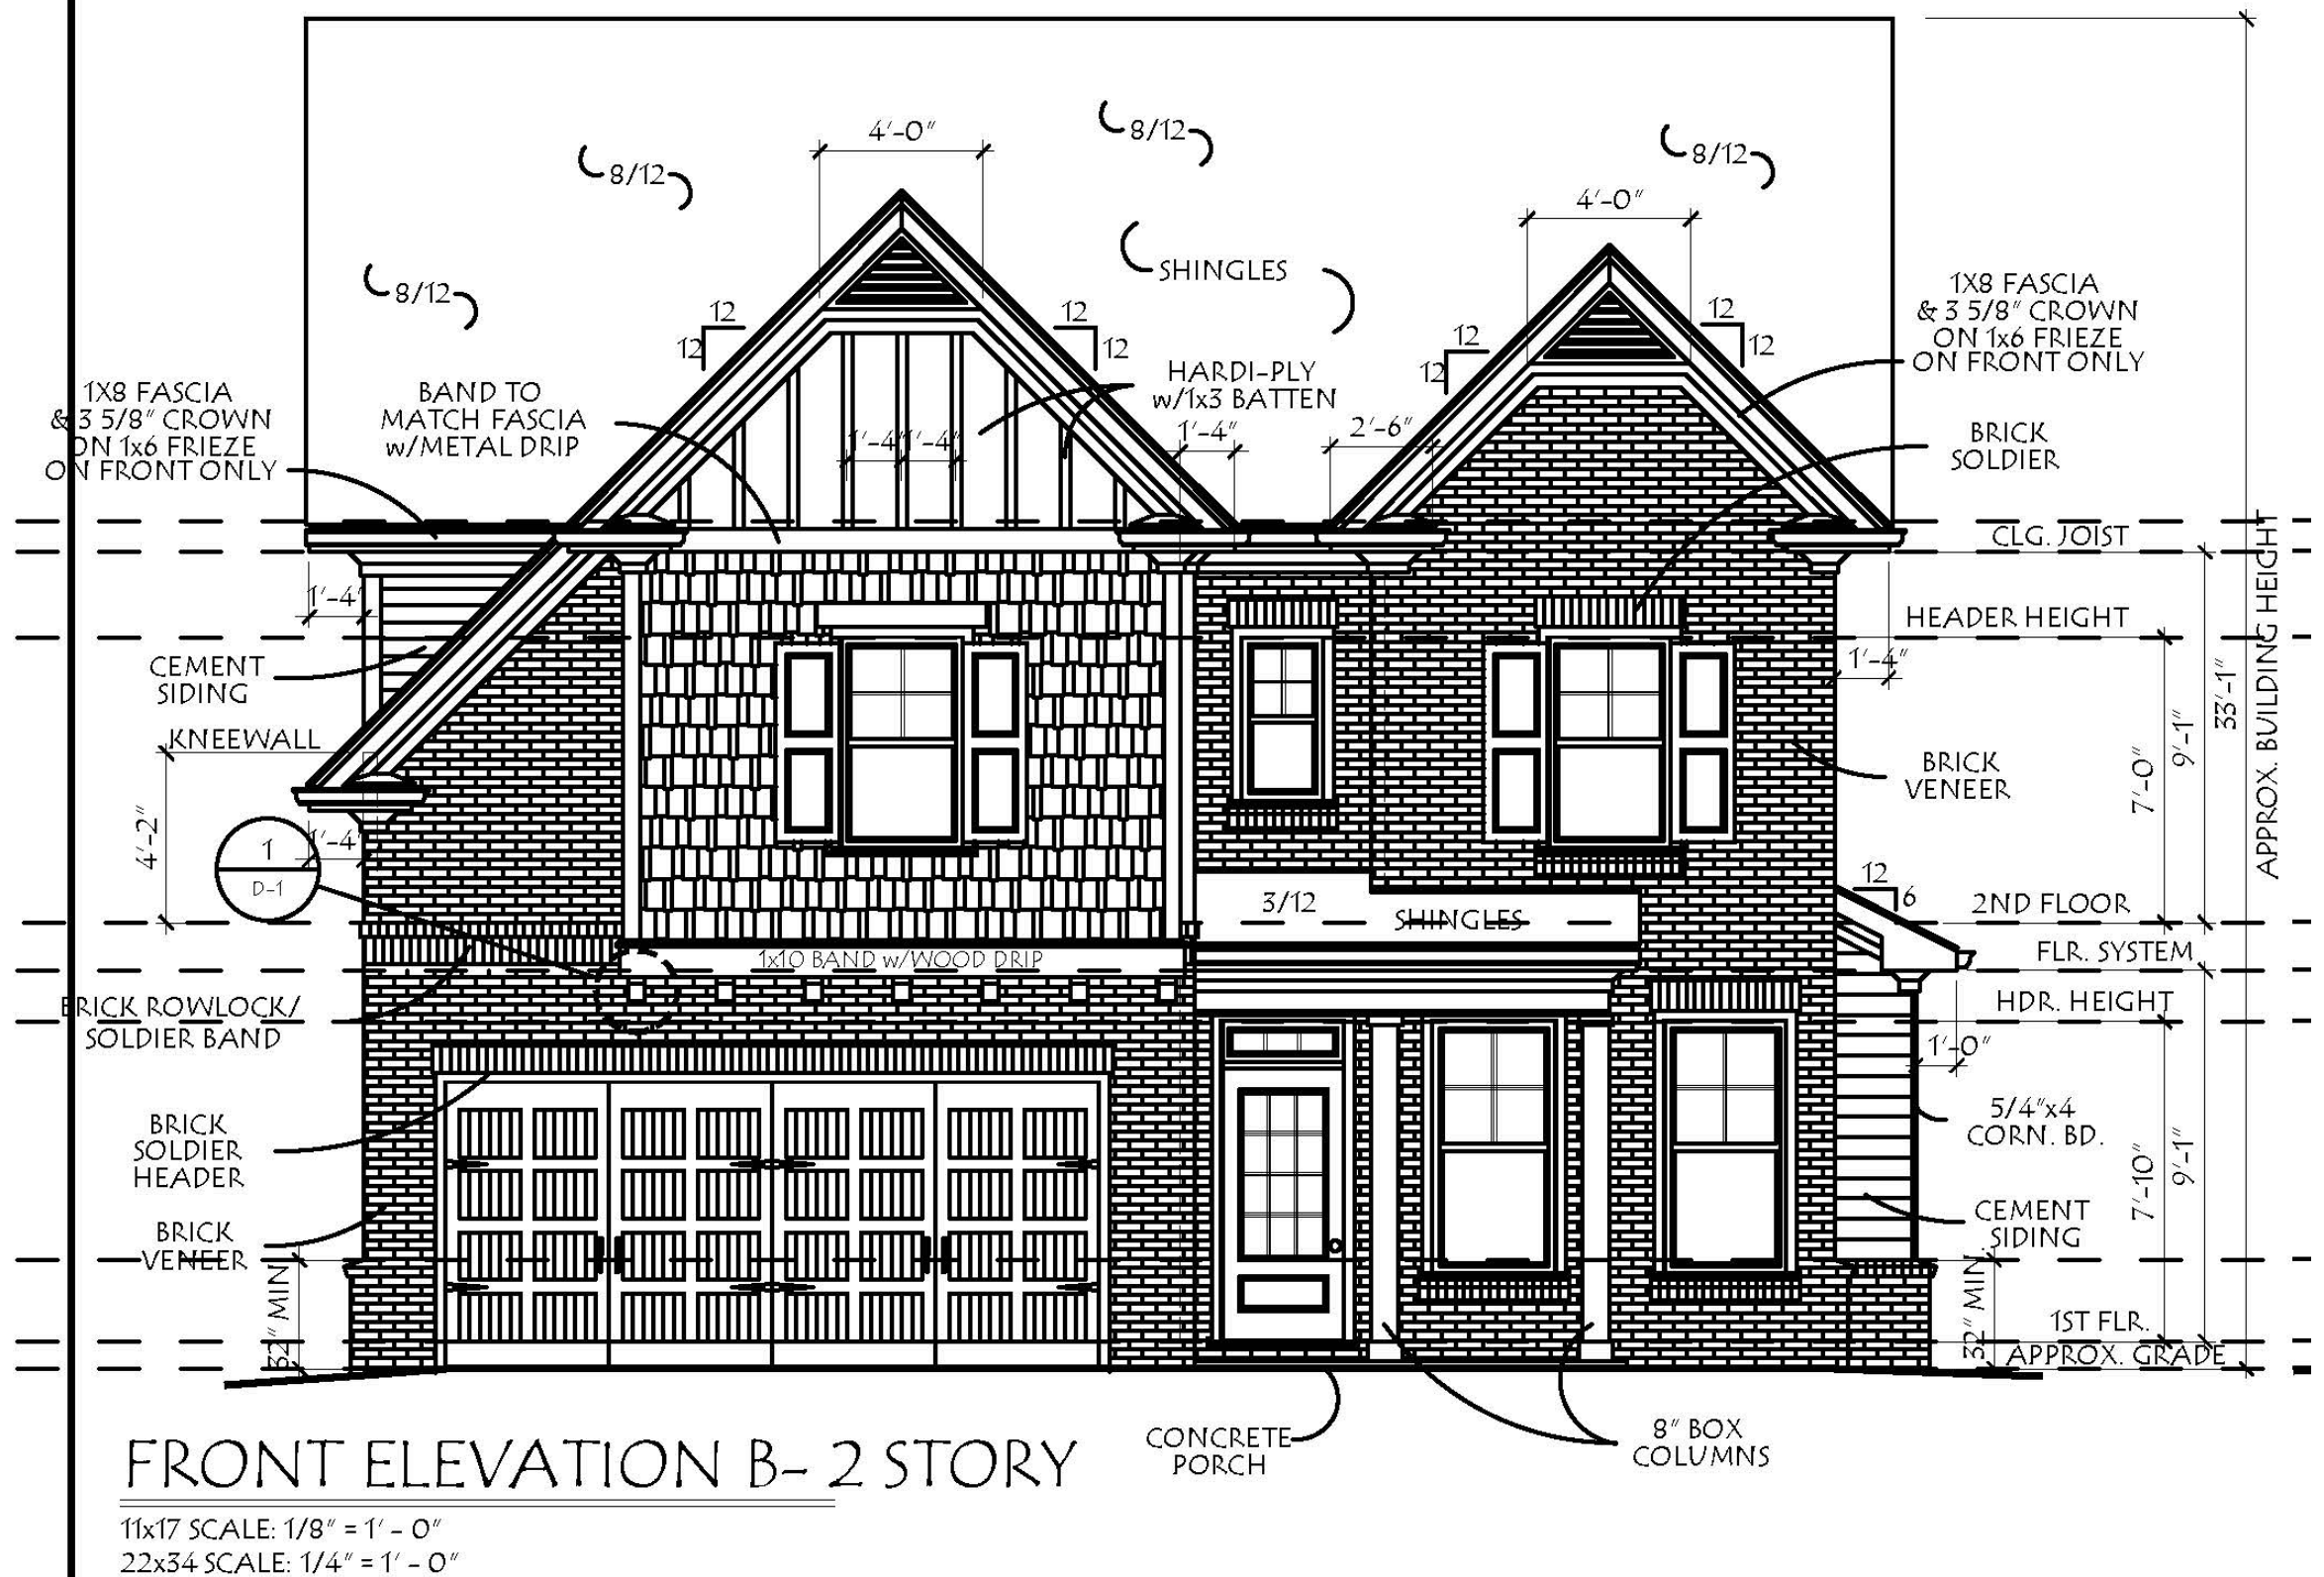 4'-0"
8/12
8/12
8/12
4'-0"
SHINGLES
8/12
12
12
12
12
12
12
12
12
1X8 FASCIA
& 3 5/8" CROWN
ON 1x6 FRIEZE
ON FRONT ONLY
1X8 FASCIA
& 3 5/8" CROWN
ON 1x6 FRIEZE
ON FRONT ONLY
BAND TO
MATCH FASCIA
w/METAL DRIP
HARDI-PLY
w/1x3 BATTEN
1'-4"
1'-4"
1'-4"
2'-6"
BRICK
SOLDIER
CLG. JOIST
1'-4"
HEADER HEIGHT
1'-4"
CEMENT
SIDING
KNEEWALL
4'-2"
1'-4"
1
D-1
BRICK
VENEER
7'-0"
9'-1"
33'-1"
APPROX. BUILDING HEIGHT
12
6
3/12
SHINGLES
2ND FLOOR
1x10 BAND w/WOOD DRIP
FLR. SYSTEM
BRICK ROWLOCK/
SOLDIER BAND
HDR. HEIGHT
1'-0"
BRICK
SOLDIER
HEADER
5/4"x4
CORN. BD.
7'-10"
9'-1"
BRICK
VENEER
CEMENT
SIDING
32" MIN.
32" MIN.
1ST FLR.
APPROX. GRADE
CONCRETE
PORCH
8" BOX
COLUMNS
FRONT ELEVATION B- 2 STORY
11x17 SCALE: 1/8" = 1' - 0"
22x34 SCALE: 1/4" = 1' - 0"